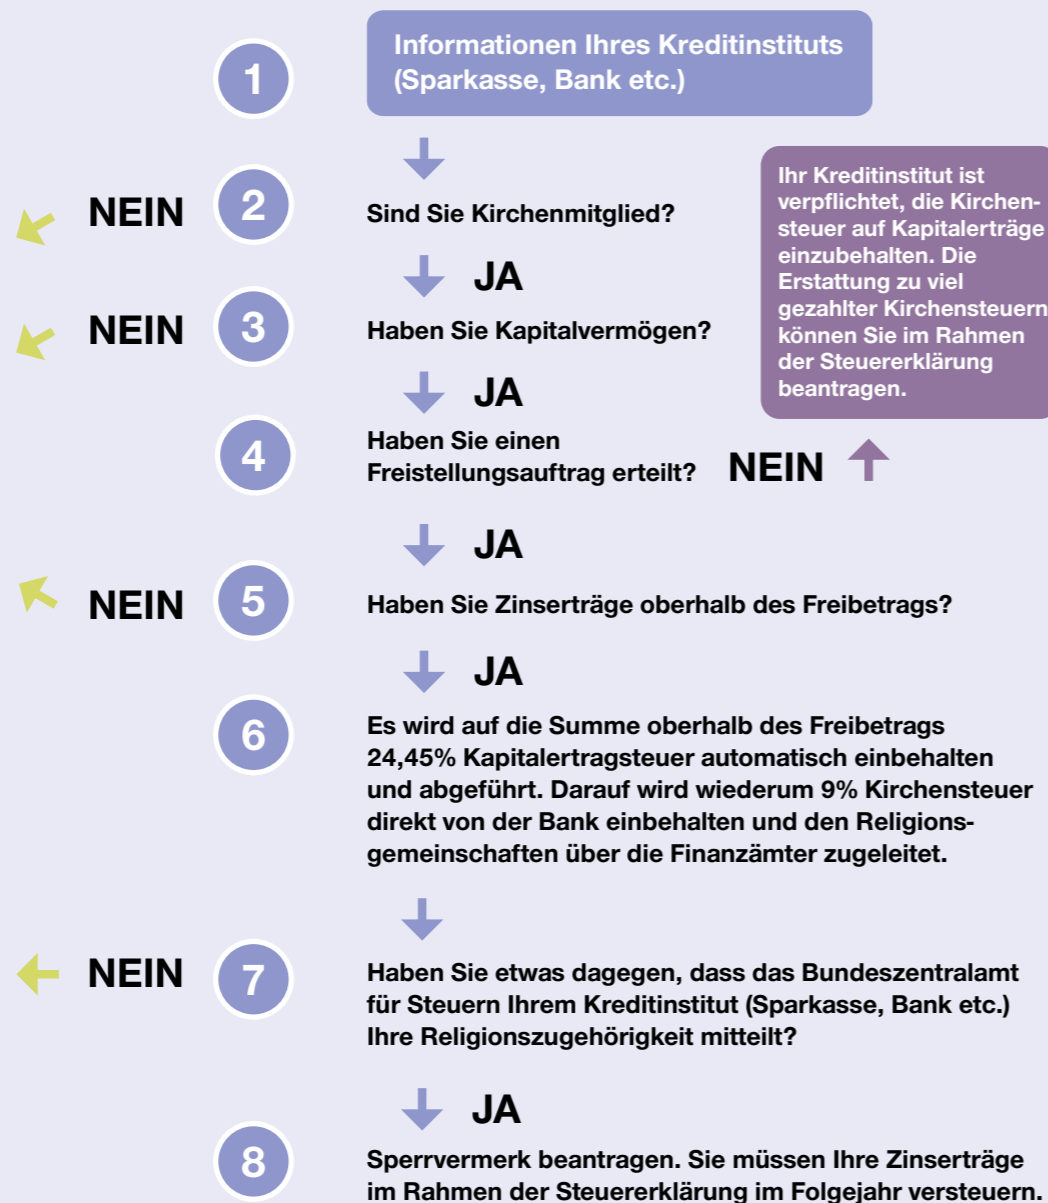 1
Informationen Ihres Kreditinstituts
(Sparkasse, Bank etc.)
NEIN
2
Sind Sie Kirchenmitglied?
JA
NEIN
3
Haben Sie Kapitalvermögen?
JA
4
Haben Sie einen
Freistellungsauftrag erteilt?
NEIN
Ihr Kreditinstitut ist
verpflichtet, die Kirchen-
steuer auf Kapitalerträge
einzubehalten. Die
Erstattung zu viel
gezahlter Kirchensteuern
können Sie im Rahmen
der Steuererklärung
beantragen.
JA
NEIN
5
Haben Sie Zinserträge oberhalb des Freibetrags?
JA
6
Es wird auf die Summe oberhalb des Freibetrags
24,45% Kapitalertragsteuer automatisch einbehalten
und abgeführt. Darauf wird wiederum 9% Kirchensteuer
direkt von der Bank einbehalten und den Religions-
gemeinschaften über die Finanzämter zugeleitet.
NEIN
7
Haben Sie etwas dagegen, dass das Bundeszentralamt
für Steuern Ihrem Kreditinstitut (Sparkasse, Bank etc.)
Ihre Religionszugehörigkeit mitteilt?
JA
8
Sperrvermerk beantragen. Sie müssen Ihre Zinserträge
im Rahmen der Steuererklärung im Folgejahr versteuern.